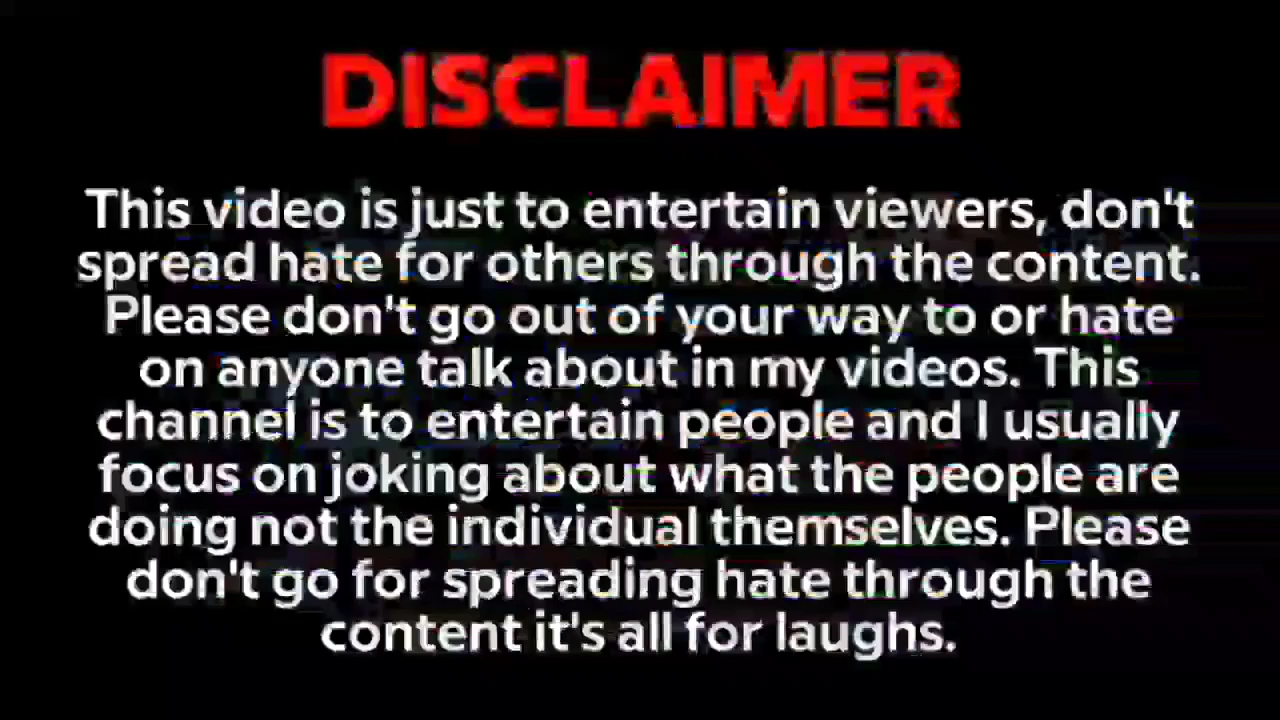 DISCLAIMER
This video is just to entertain viewers, don't
spread hate for others through the content.
Please don't go out of your way to or hate
on anyone talk about in my videos. This
channel is to entertain people and I usually
focus on joking about what the people are
doing not the individual themselves. Please
don't go for spreading hate through the
content it's all for laughs.